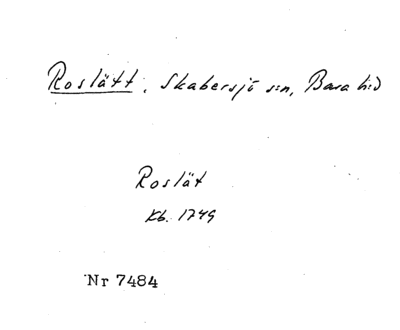 Roslätt, Skabersjö s:n, Bara h:d
Roslät
Kb. 1749
Nr 7484